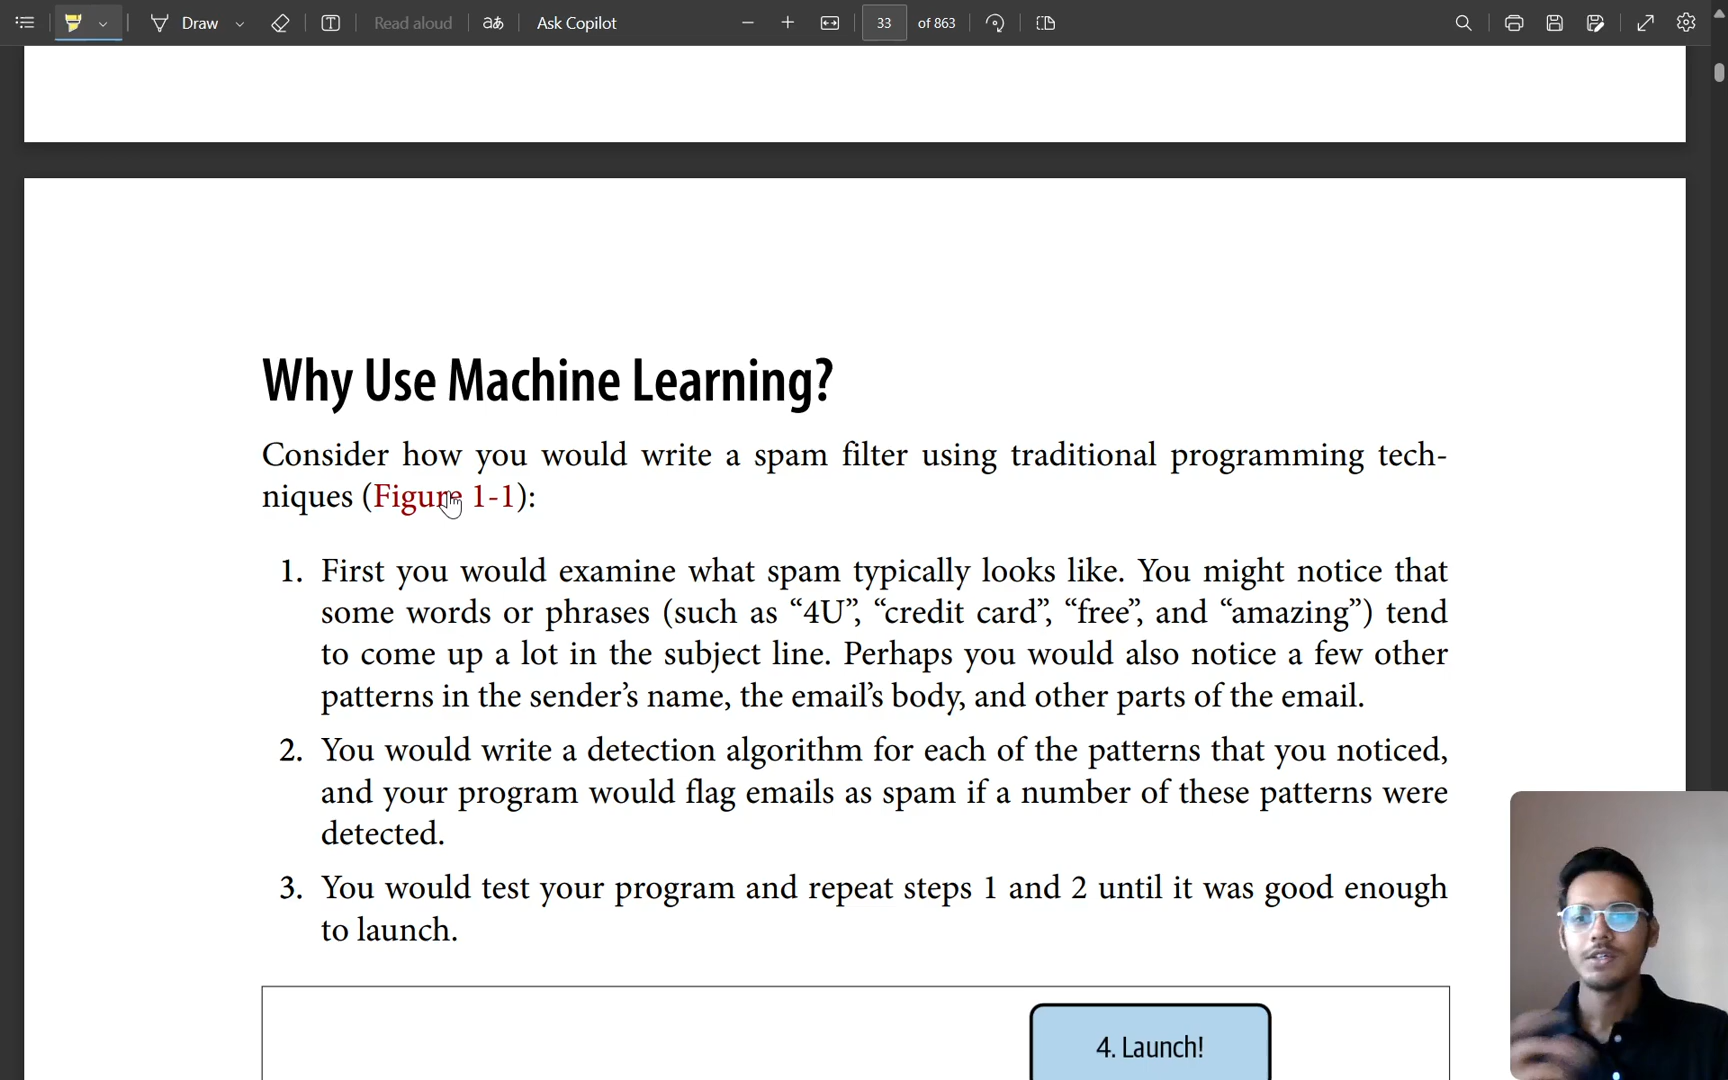 Draw
Read aloud
aあ
Ask Copilot
33 of 863
Why Use Machine Learning?
Consider how you would write a spam filter using traditional programming tech-
niques (Figure 1-1):
1. First you would examine what spam typically looks like. You might notice that
some words or phrases (such as “4U”, “credit card”, “free”, and “amazing”) tend
to come up a lot in the subject line. Perhaps you would also notice a few other
patterns in the sender’s name, the email’s body, and other parts of the email.
2. You would write a detection algorithm for each of the patterns that you noticed,
and your program would flag emails as spam if a number of these patterns were
detected.
3. You would test your program and repeat steps 1 and 2 until it was good enough
to launch.
4. Launch!